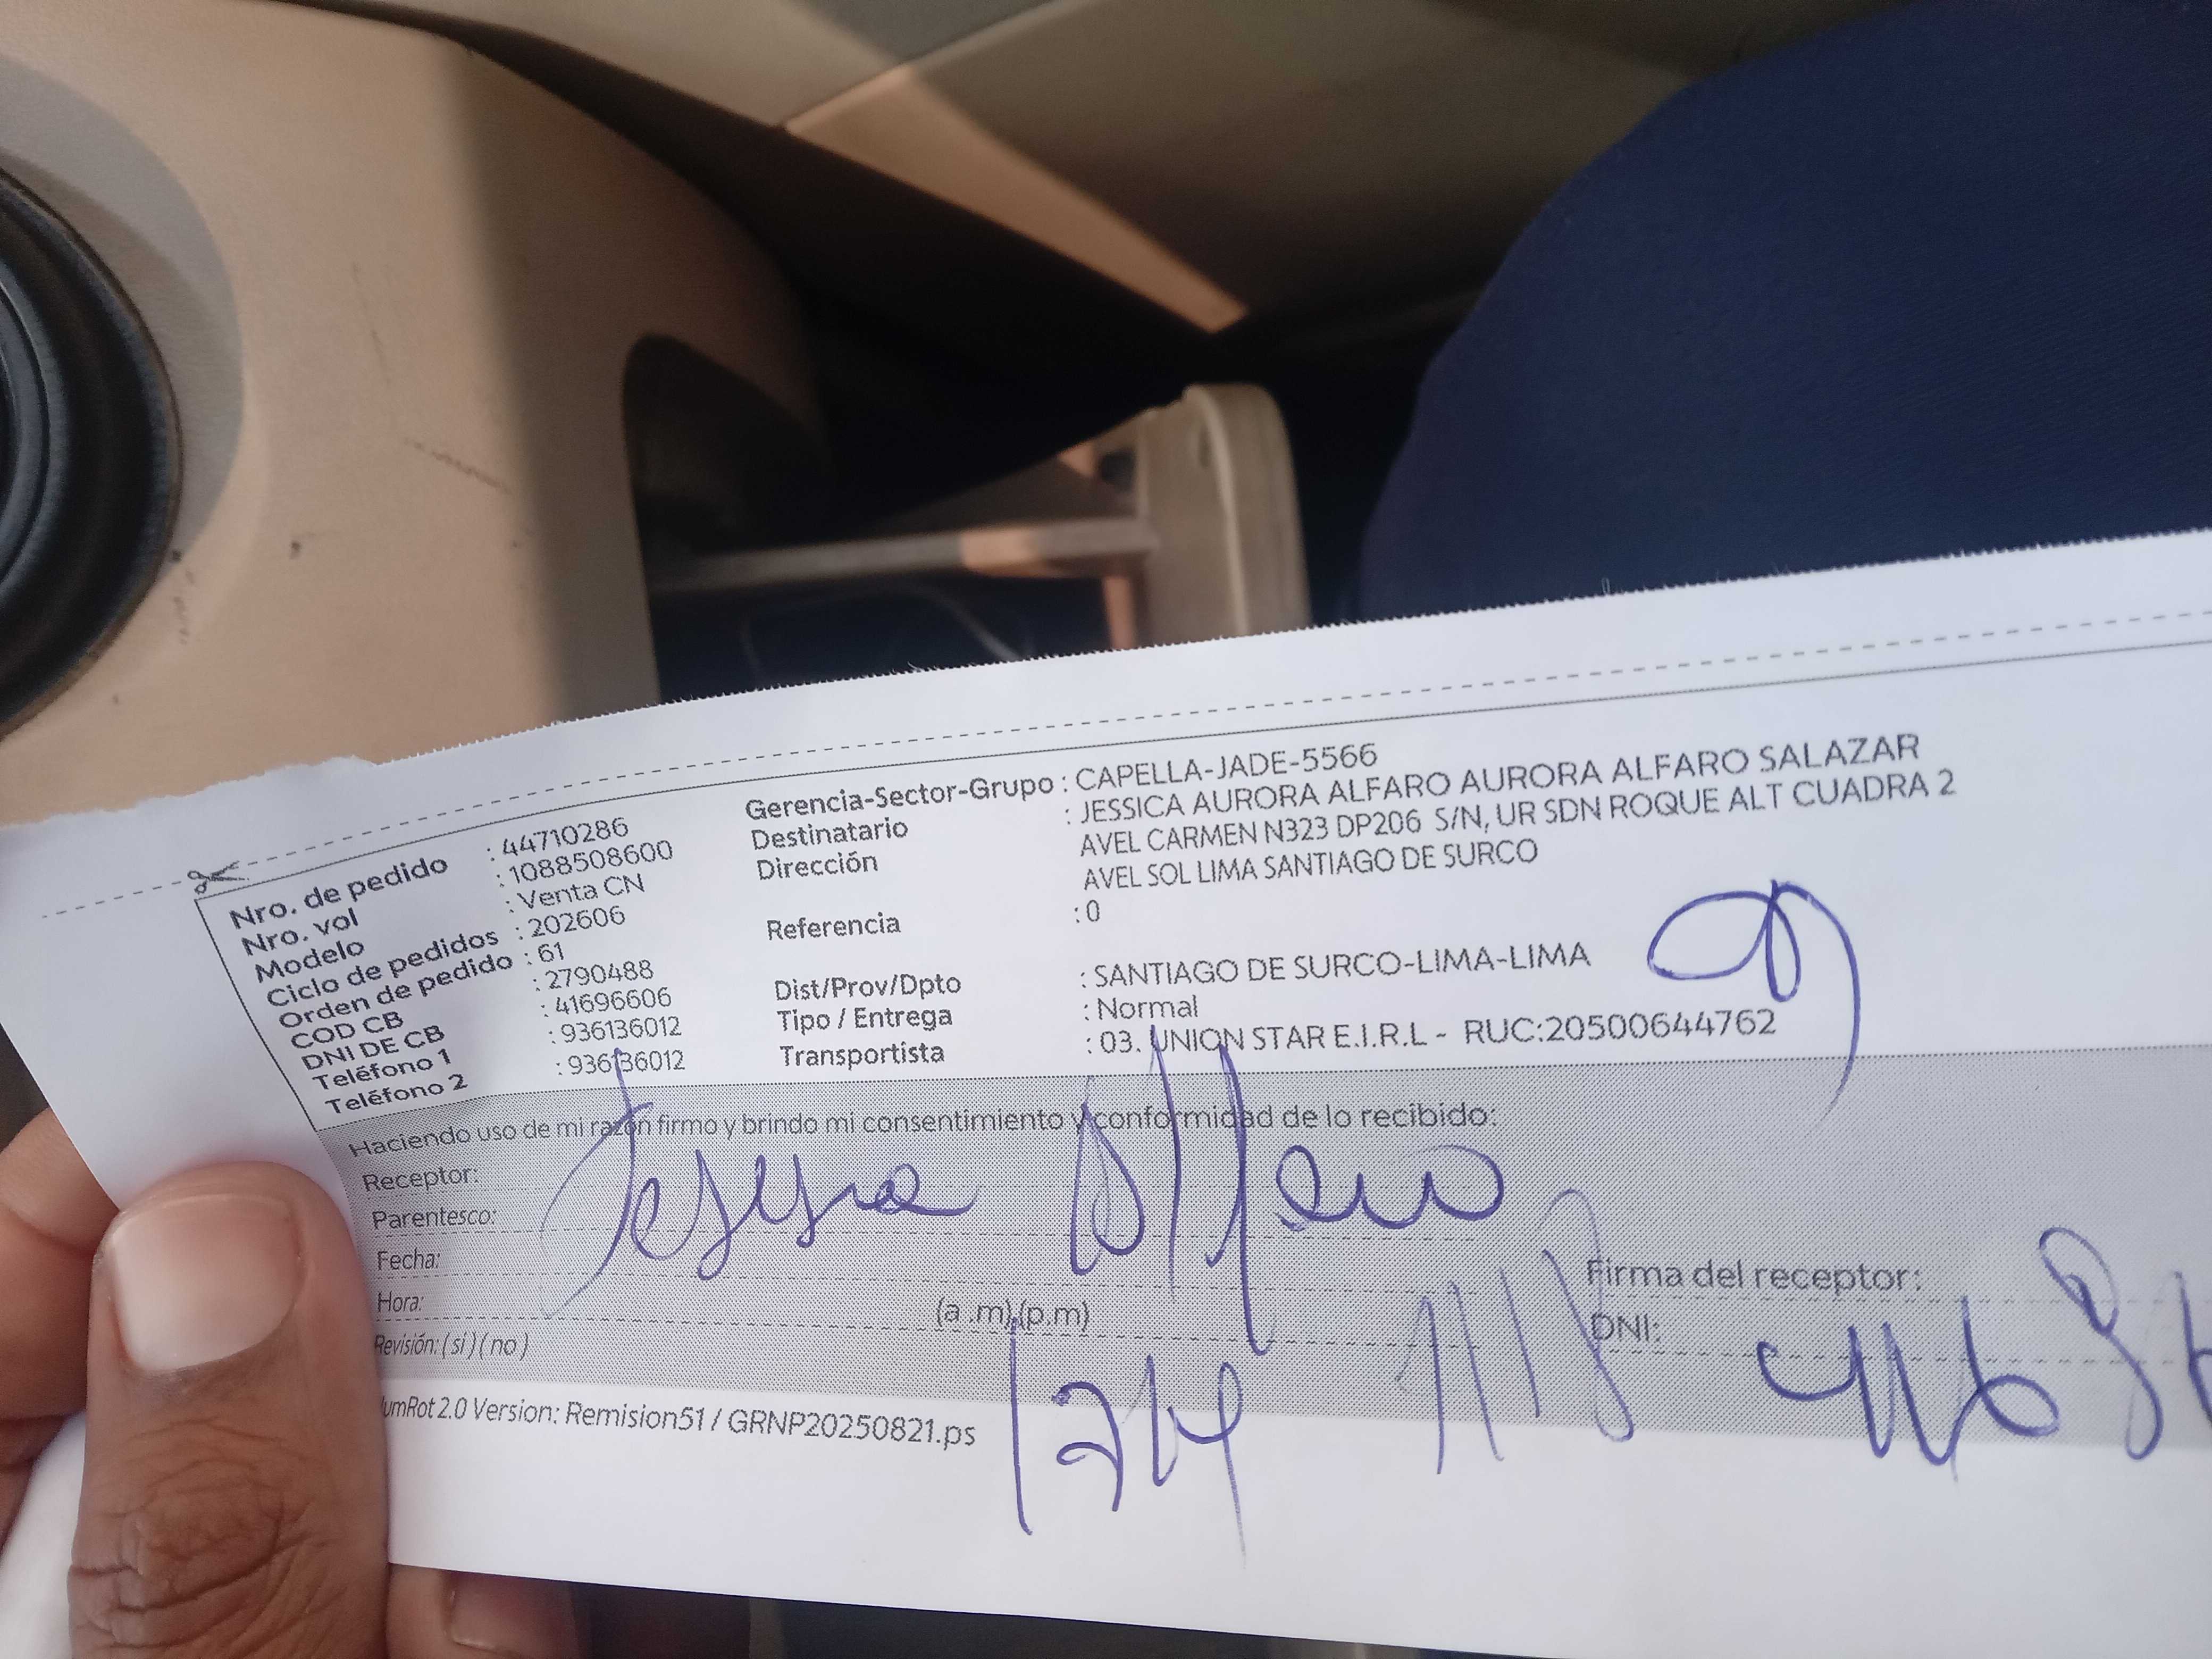 Nro. de pedido : 44710286
Nro. vol : 1088508600
Modelo : Venta CN
Ciclo de pedidos : 202606
Orden de pedido : 61
COD CB : 2790488
DNI DE CB : 41696606
Teléfono 1 : 936136012
Teléfono 2 : 936136012
Gerencia-Sector-Grupo : CAPELLA-JADE-5566
Destinatario : JESSICA AURORA ALFARO AURORA ALFARO SALAZAR
Dirección AVEL CARMEN N323 DP206 S/N, UR SDN ROQUE ALT CUADRA 2
AVEL SOL LIMA SANTIAGO DE SURCO
Referencia : 0
Dist/Prov/Dpto : SANTIAGO DE SURCO-LIMA-LIMA
Tipo / Entrega : Normal
Transportista : 03. UNION STAR E.I.R.L - RUC:20500644762
Haciendo uso de mi razón firmo y brindo mi consentimiento y conformidad de lo recibido:
Receptor:
Parentesco:
Fecha:
Hora: (a .m),(p.m)
Revisión: ( si ) ( no )
Firma del receptor:
DNI:
umRot 2.0 Version: Remision51 / GRNP20250821.ps